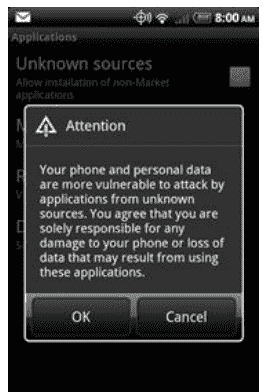 8:00 AM
Applications
Unknown sources
Allow installation of non-Market
applications
Attention
Your phone and personal data
are more vulnerable to attack by
applications from unknown
sources. You agree that you are
solely responsible for any
damage to your phone or loss of
data that may result from using
these applications.
OK
Cancel